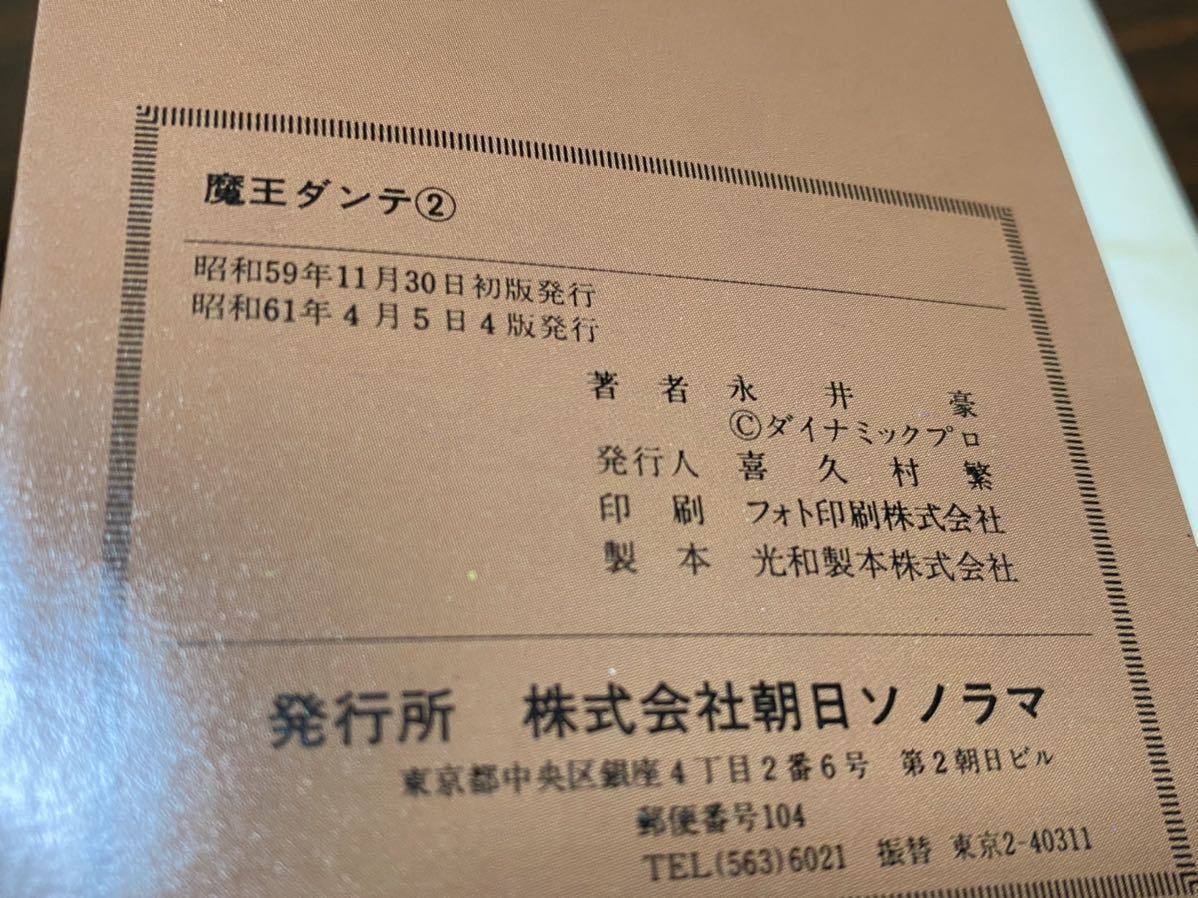 魔王ダンテ②
昭和59年11月30日初版発行
昭和61年4月5日4版発行
著者 永井豪
©ダイナミックプロ
発行人 喜久村繁
印刷 フォト印刷株式会社
製本 光和製本株式会社
発行所 株式会社朝日ソノラマ
東京都中央区銀座4丁目2番6号 第2朝日ビル
郵便番号104
TEL(563)6021 振替 東京2-40311